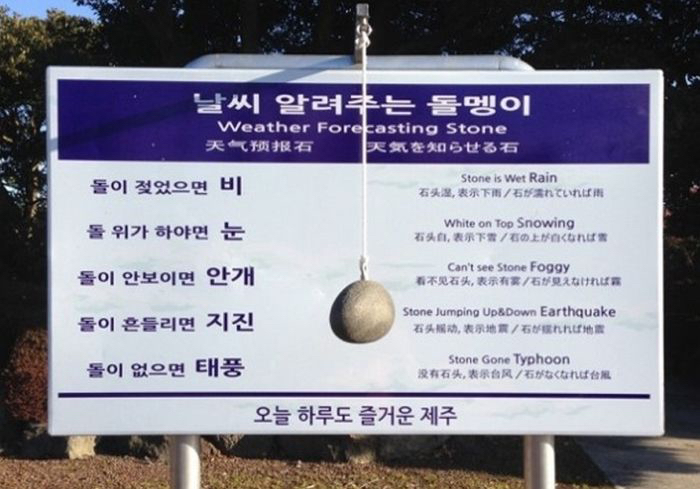 날씨 알려주는 돌멩이
Weather Forecasting Stone
天气预报石 天気を知らせる石
돌이 젖었으면 비
Stone is Wet Rain
石头湿, 表示下雨 / 石が濡れていれば雨
돌 위가 하야면 눈
White on Top Snowing
石头白, 表示下雪 / 石の上が白くなれば雪
돌이 안보이면 안개
Can't see Stone Foggy
看不见石头, 表示有雾 / 石が見えなければ霧
돌이 흔들리면 지진
Stone Jumping Up&Down Earthquake
石头摇动, 表示地震 / 石が揺れれば地震
돌이 없으면 태풍
Stone Gone Typhoon
没有石头, 表示台风 / 石がなくなれば台風
오늘 하루도 즐거운 제주